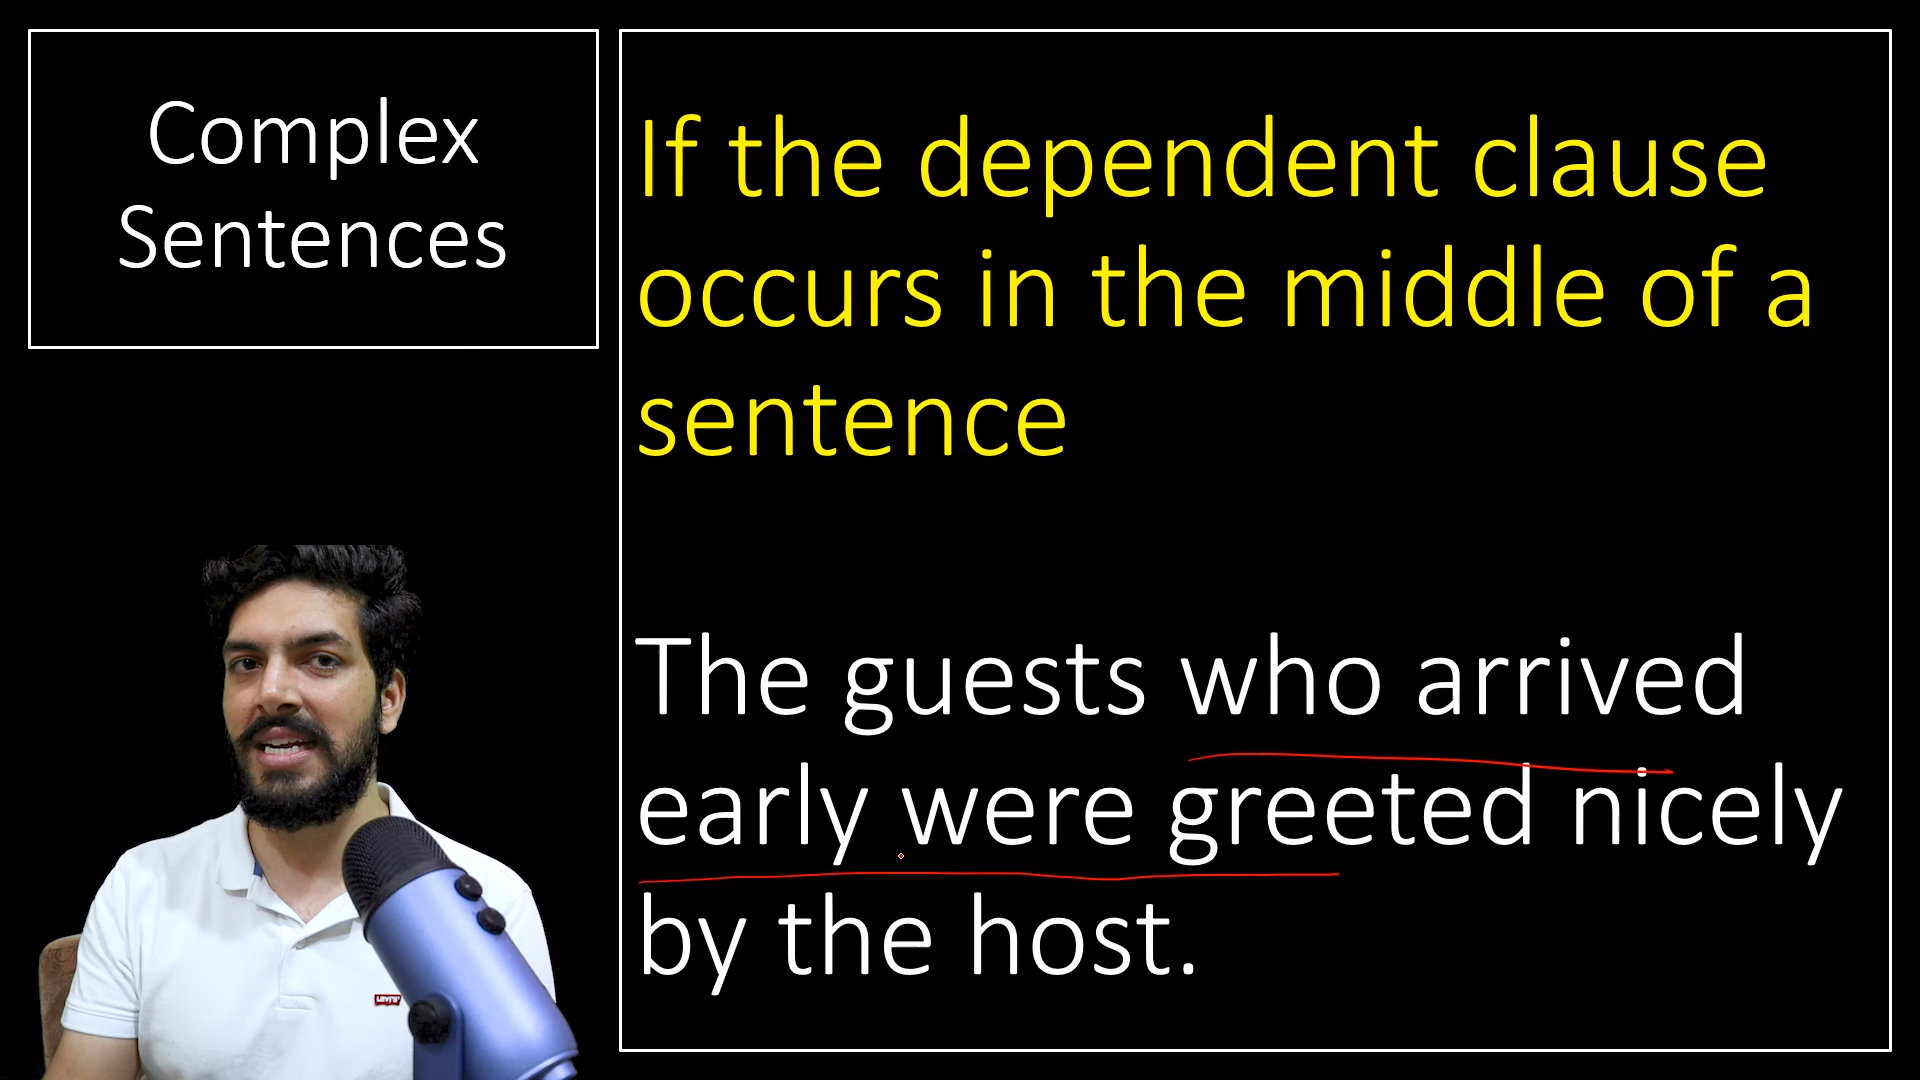 Complex
Sentences
If the dependent clause
occurs in the middle of a
sentence
The guests who arrived
early were greeted nicely
by the host.
LEVI'S